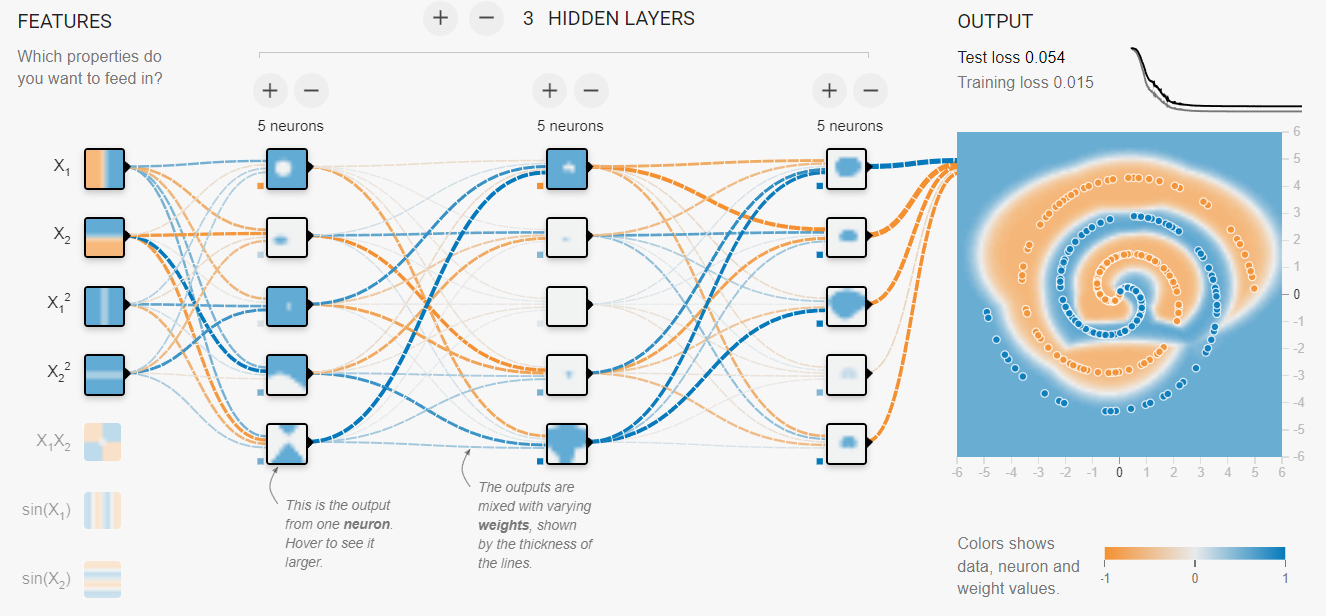 FEATURES
Which properties do
you want to feed in?
+ − 3 HIDDEN LAYERS
+ −
5 neurons
+ −
5 neurons
+ −
5 neurons
X₁
X₂
X₁²
X₂²
X₁X₂
sin(X₁)
sin(X₂)
This is the output
from one neuron.
Hover to see it
larger.
The outputs are
mixed with varying
weights, shown
by the thickness of
the lines.
OUTPUT
Test loss 0.054
Training loss 0.015
6
5
4
3
2
1
0
-1
-2
-3
-4
-5
-6
-6 -5 -4 -3 -2 -1 0 1 2 3 4 5 6
Colors shows
data, neuron and
weight values.
-1 0 1